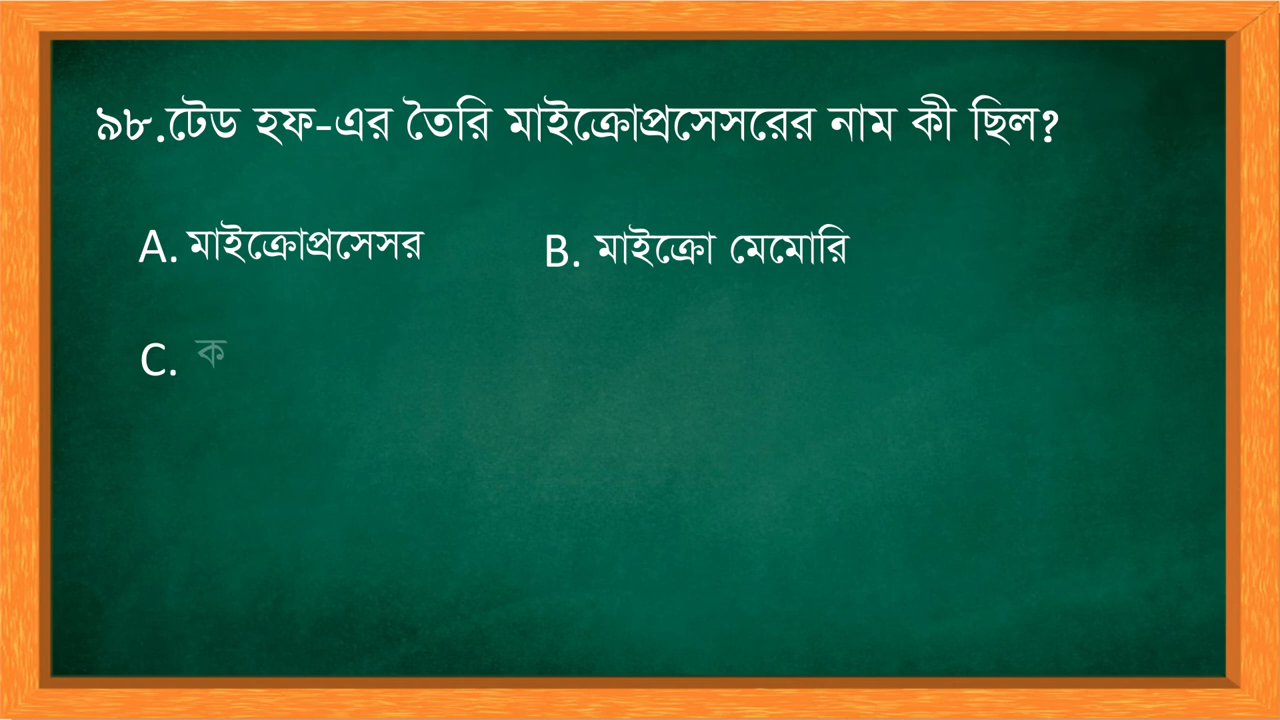 ৯৮.টেড হফ-এর তৈরি মাইক্রোপ্রসেসরের নাম কী ছিল?
A. মাইক্রোপ্রসেসর B. মাইক্রো মেমোরি
C. ক